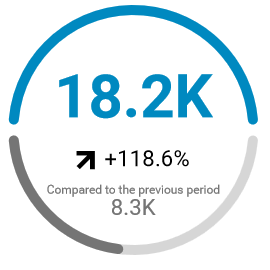 18.2K
+118.6%
Compared to the previous period
8.3K